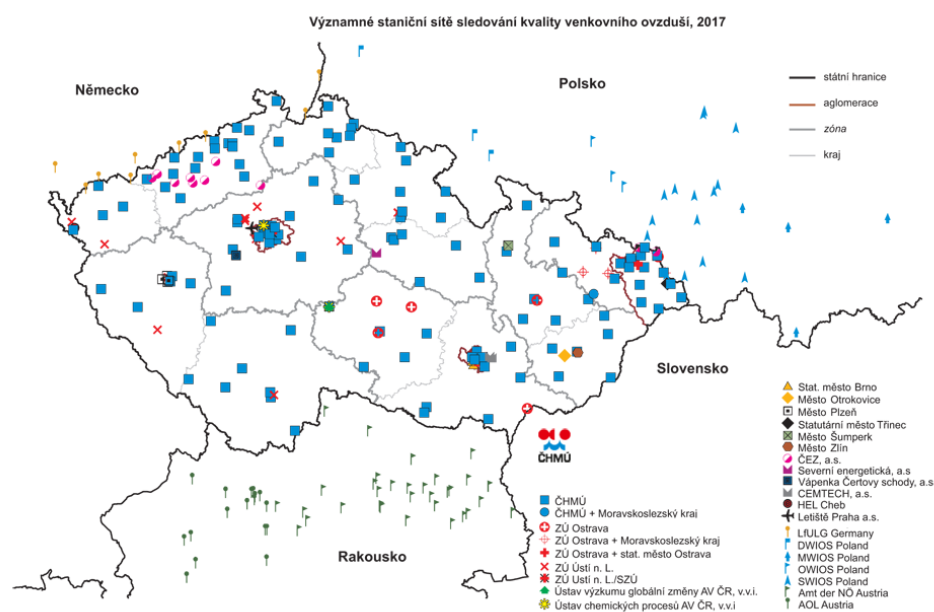 Významné staniční sítě sledování kvality venkovního ovzduší, 2017
Německo
Polsko
státní hranice
aglomerace
zóna
kraj
Slovensko
Rakousko
ČHMÚ
ČHMÚ
ČHMÚ + Moravskoslezský kraj
ZÚ Ostrava
ZÚ Ostrava + Moravskoslezský kraj
ZÚ Ostrava + stat. město Ostrava
ZÚ Ústí n. L.
ZÚ Ústí n. L./SZÚ
Ústav výzkumu globální změny AV ČR, v.v.i.
Ústav chemických procesů AV ČR, v.v.i
Stat. město Brno
Město Otrokovice
Město Plzeň
Statutární město Třinec
Město Šumperk
Město Zlín
ČEZ, a.s.
Severní energetická, a.s
Vápenka Čertovy schody, a.s
CEMTECH, a.s.
HEL Cheb
Letiště Praha a.s.
LfULG Germany
DWIOS Poland
MWIOS Poland
OWIOS Poland
SWIOS Poland
Amt der NÖ Austria
AOL Austria